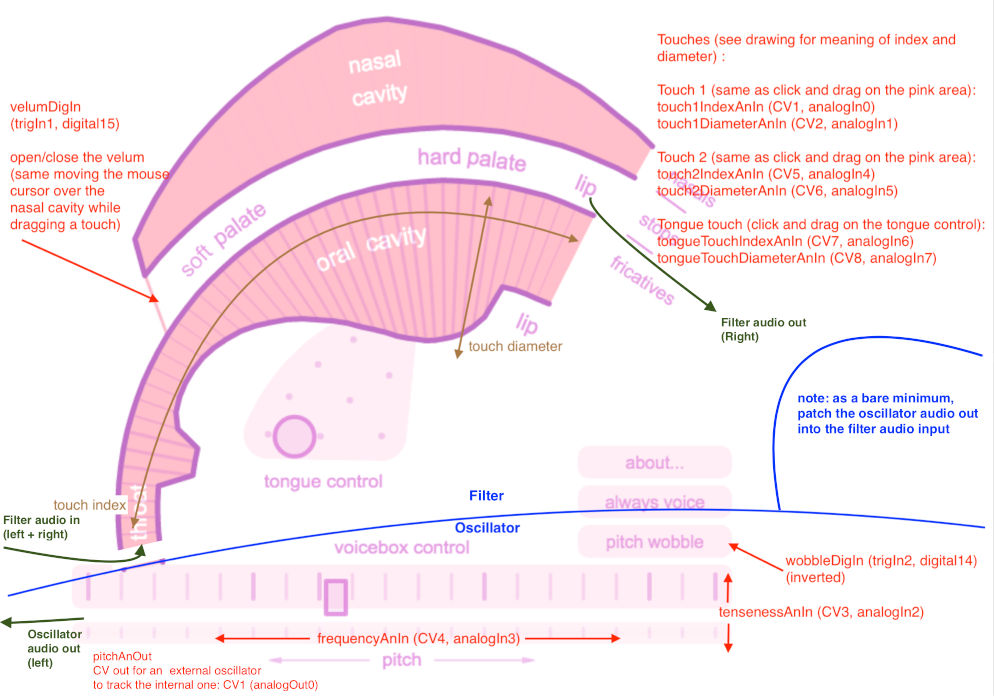 nasal
cavity
hard palate
lip
soft palate
oral cavity
lip
nasals
stops
fricatives
throat
tongue control
about...
always voice
pitch wobble
voicebox control
pitch
velumDigIn
(trigIn1, digital15)
open/close the velum
(same moving the mouse
cursor over the
nasal cavity while
dragging a touch)
Touches (see drawing for meaning of index and
diameter) :
Touch 1 (same as click and drag on the pink area):
touch1IndexAnIn (CV1, analogIn0)
touch1DiameterAnIn (CV2, analogIn1)
Touch 2 (same as click and drag on the pink area):
touch2IndexAnIn (CV5, analogIn4)
touch2DiameterAnIn (CV6, analogIn5)
Tongue touch (click and drag on the tongue control):
tongueTouchIndexAnIn (CV7, analogIn6)
tongueTouchDiameterAnIn (CV8, analogIn7)
Filter audio out
(Right)
touch diameter
note: as a bare minimum,
patch the oscillator audio out
into the filter audio input
touch index
Filter audio in
(left + right)
Filter
Oscillator
wobbleDigIn (trigIn2, digital14)
(inverted)
tensenessAnIn (CV3, analogIn2)
frequencyAnIn (CV4, analogIn3)
Oscillator
audio out
(left)
pitchAnOut
CV out for an external oscillator
to track the internal one: CV1 (analogOut0)